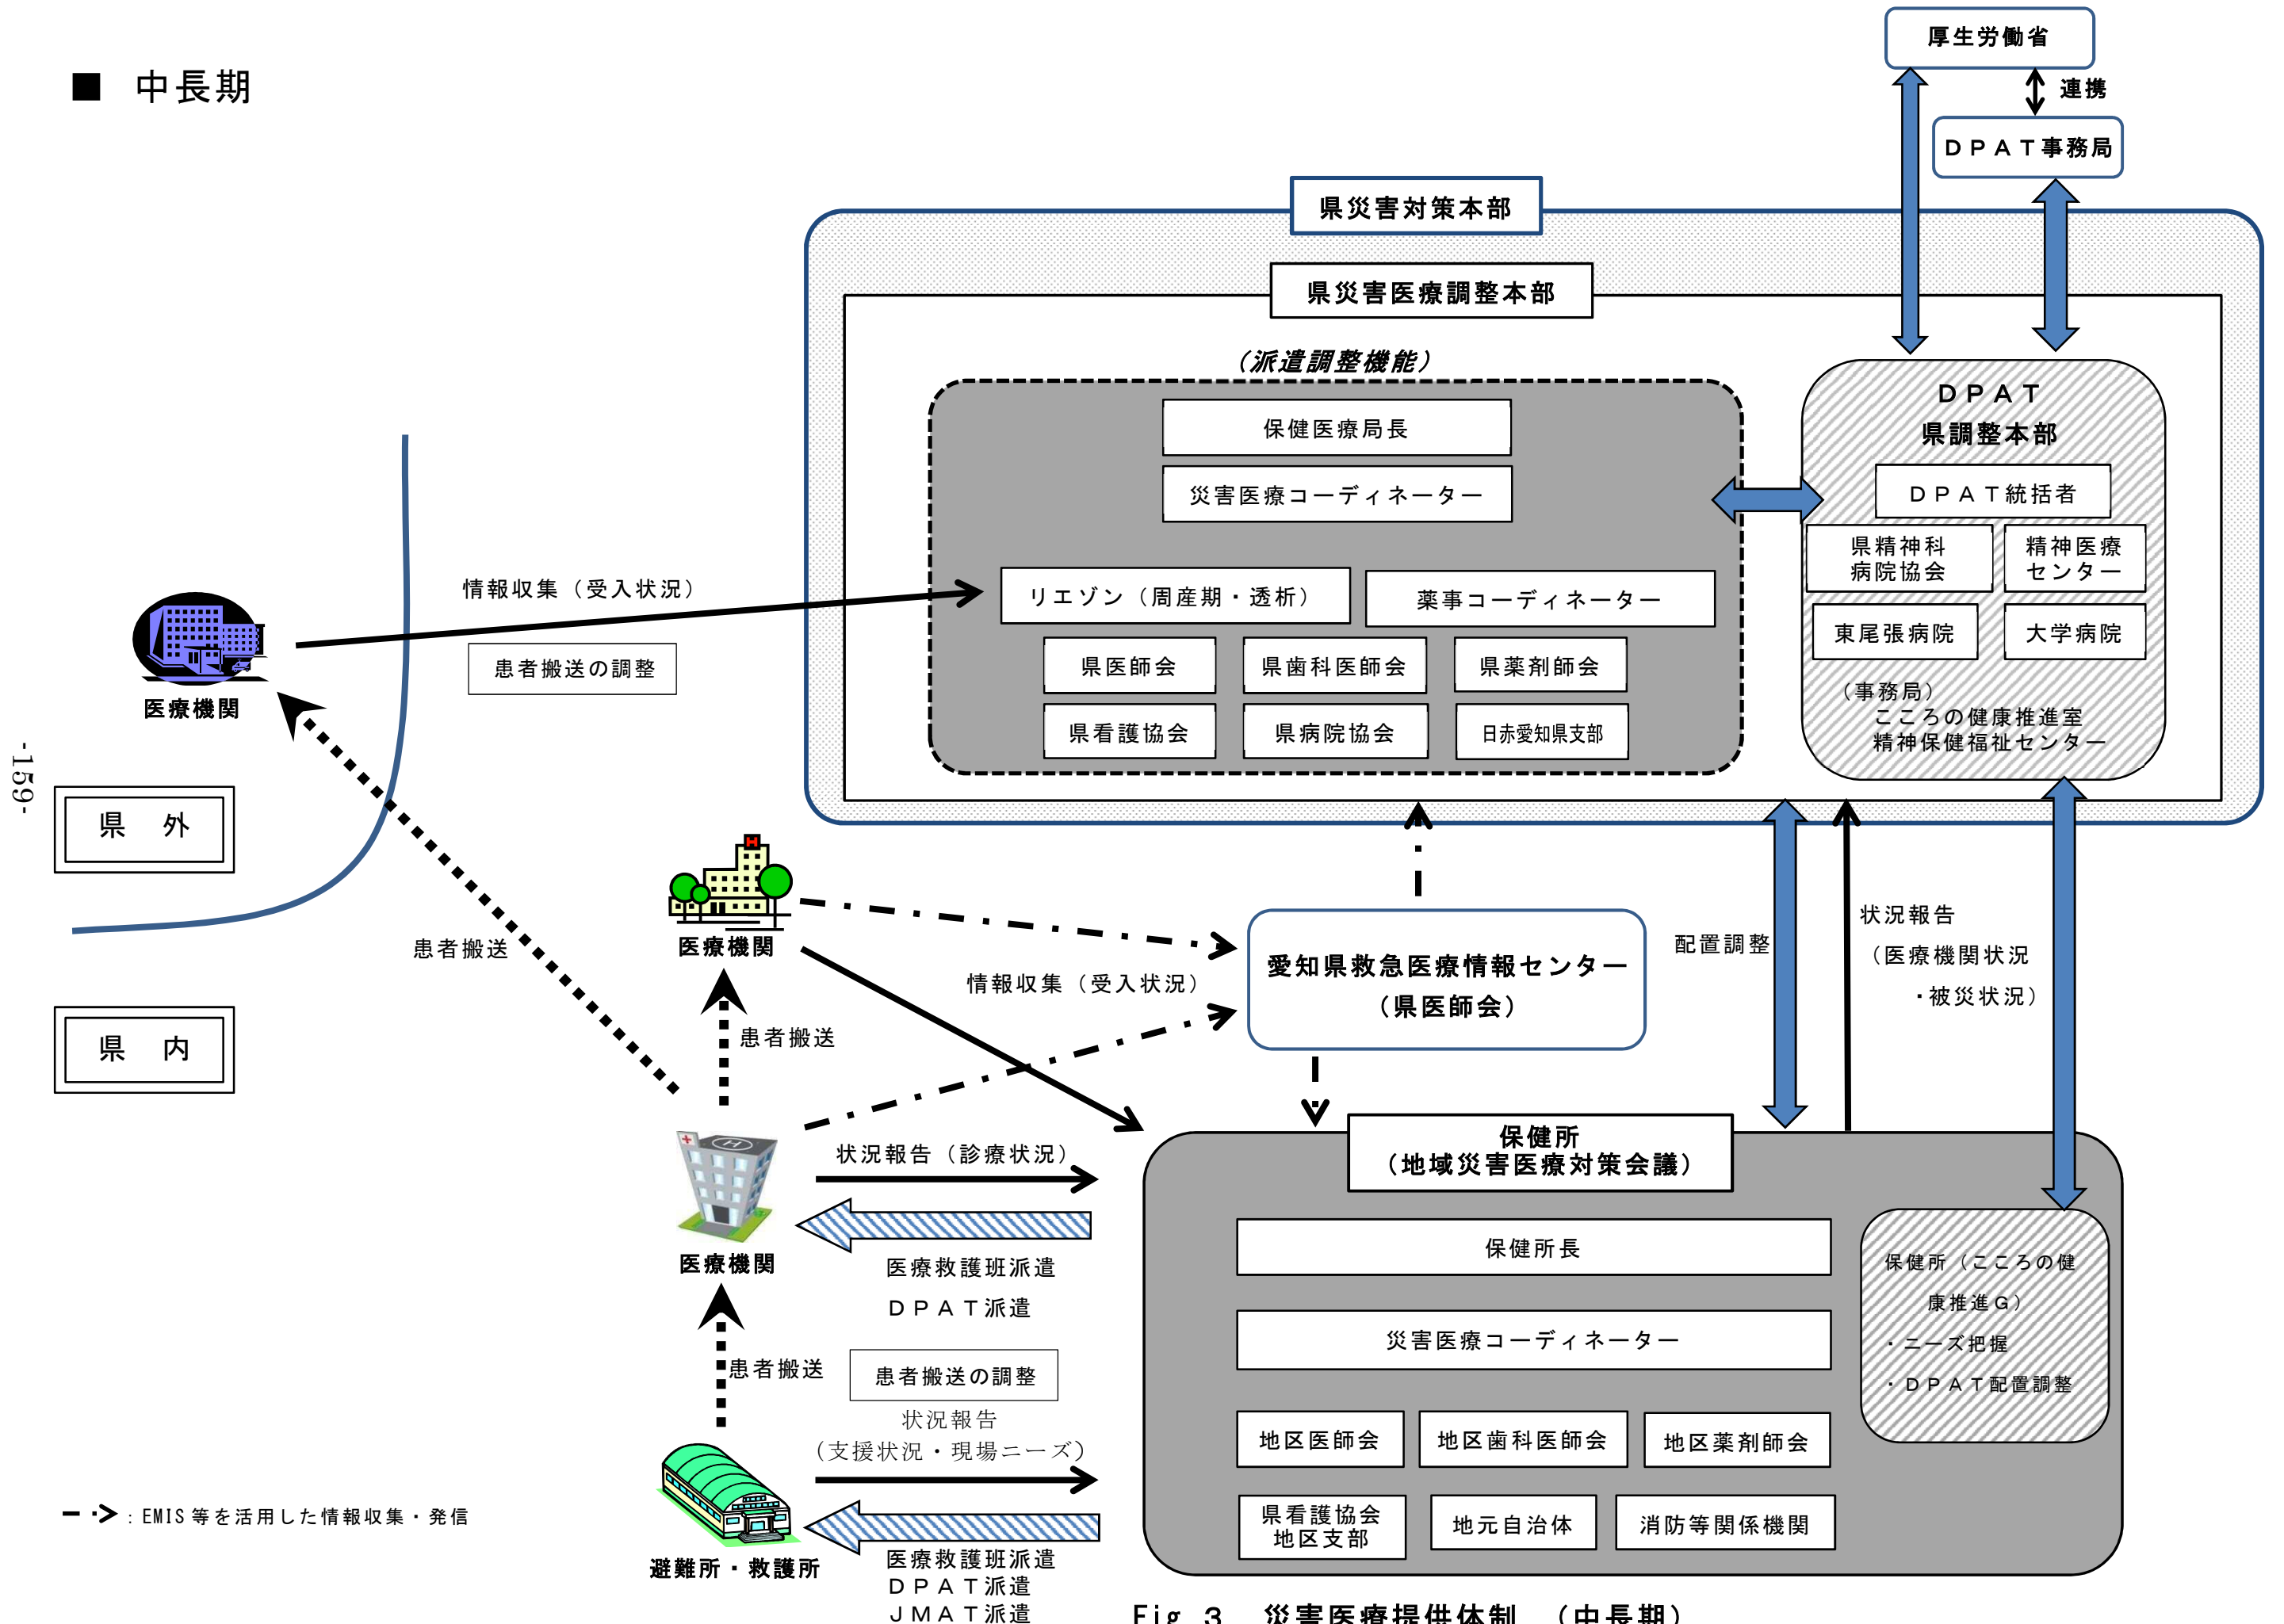 ■ 中長期
厚生労働省
連携
ＤＰＡＴ事務局
県災害対策本部
県災害医療調整本部
（派遣調整機能）
保健医療局長
災害医療コーディネーター
リエゾン（周産期・透析）
薬事コーディネーター
県医師会
県歯科医師会
県薬剤師会
県看護協会
県病院協会
日赤愛知県支部
ＤＰＡＴ
県調整本部
ＤＰＡＴ統括者
県精神科
病院協会
精神医療
センター
東尾張病院
大学病院
（事務局）
こころの健康推進室
精神保健福祉センター
情報収集（受入状況）
患者搬送の調整
医療機関
-159-
県　外
県　内
患者搬送
医療機関
患者搬送
情報収集（受入状況）
愛知県救急医療情報センター
（県医師会）
配置調整
状況報告
（医療機関状況
・被災状況）
医療機関
状況報告（診療状況）
医療救護班派遣
ＤＰＡＴ派遣
患者搬送
患者搬送の調整
状況報告
（支援状況・現場ニーズ）
避難所・救護所
医療救護班派遣
ＤＰＡＴ派遣
ＪＭＡＴ派遣
保健所
（地域災害医療対策会議）
保健所長
災害医療コーディネーター
地区医師会
地区歯科医師会
地区薬剤師会
県看護協会
地区支部
地元自治体
消防等関係機関
保健所（こころの健
康推進Ｇ）
・ニーズ把握
・ＤＰＡＴ配置調整
：EMIS等を活用した情報収集・発信
Fig 3　災害医療提供体制　（中長期）